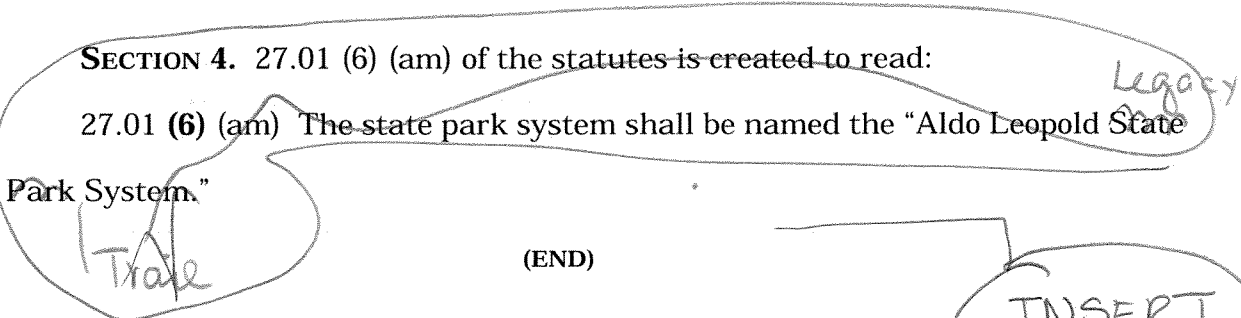 SECTION 4. 27.01 (6) (am) of the statutes is created to read:
Legacy
27.01 (6) (am) The state park system shall be named the “Aldo Leopold State
Park System.”
Trail
(END)
INSERT